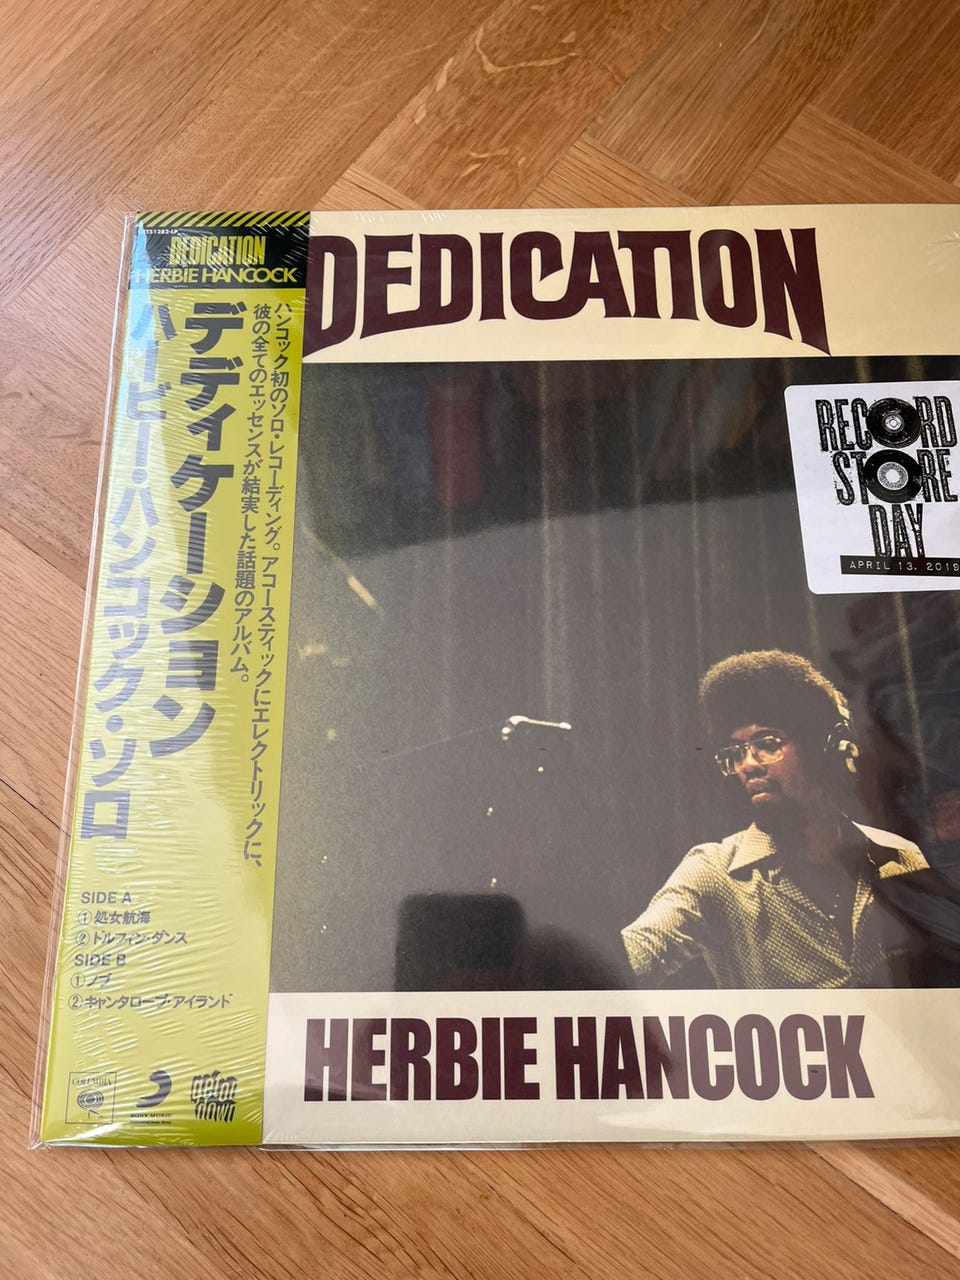 DEDICATION
HERBIE HANCOCK
デディケーション
ハービー・ハンコック・ソロ
ハンコック初のソロ・レコーディング。アコースティックにエレクトリックに、
彼の全てのエッセンスが結実した話題のアルバム。
SIDE A
①処女航海
②ドルフィン・ダンス
SIDE B
①ノブ
②キャンタロープ・アイランド
COLUMBIA
SONY MUSIC
get on down
DEDICATION
RECORD
STORE
DAY
APRIL 13, 2019
HERBIE HANCOCK